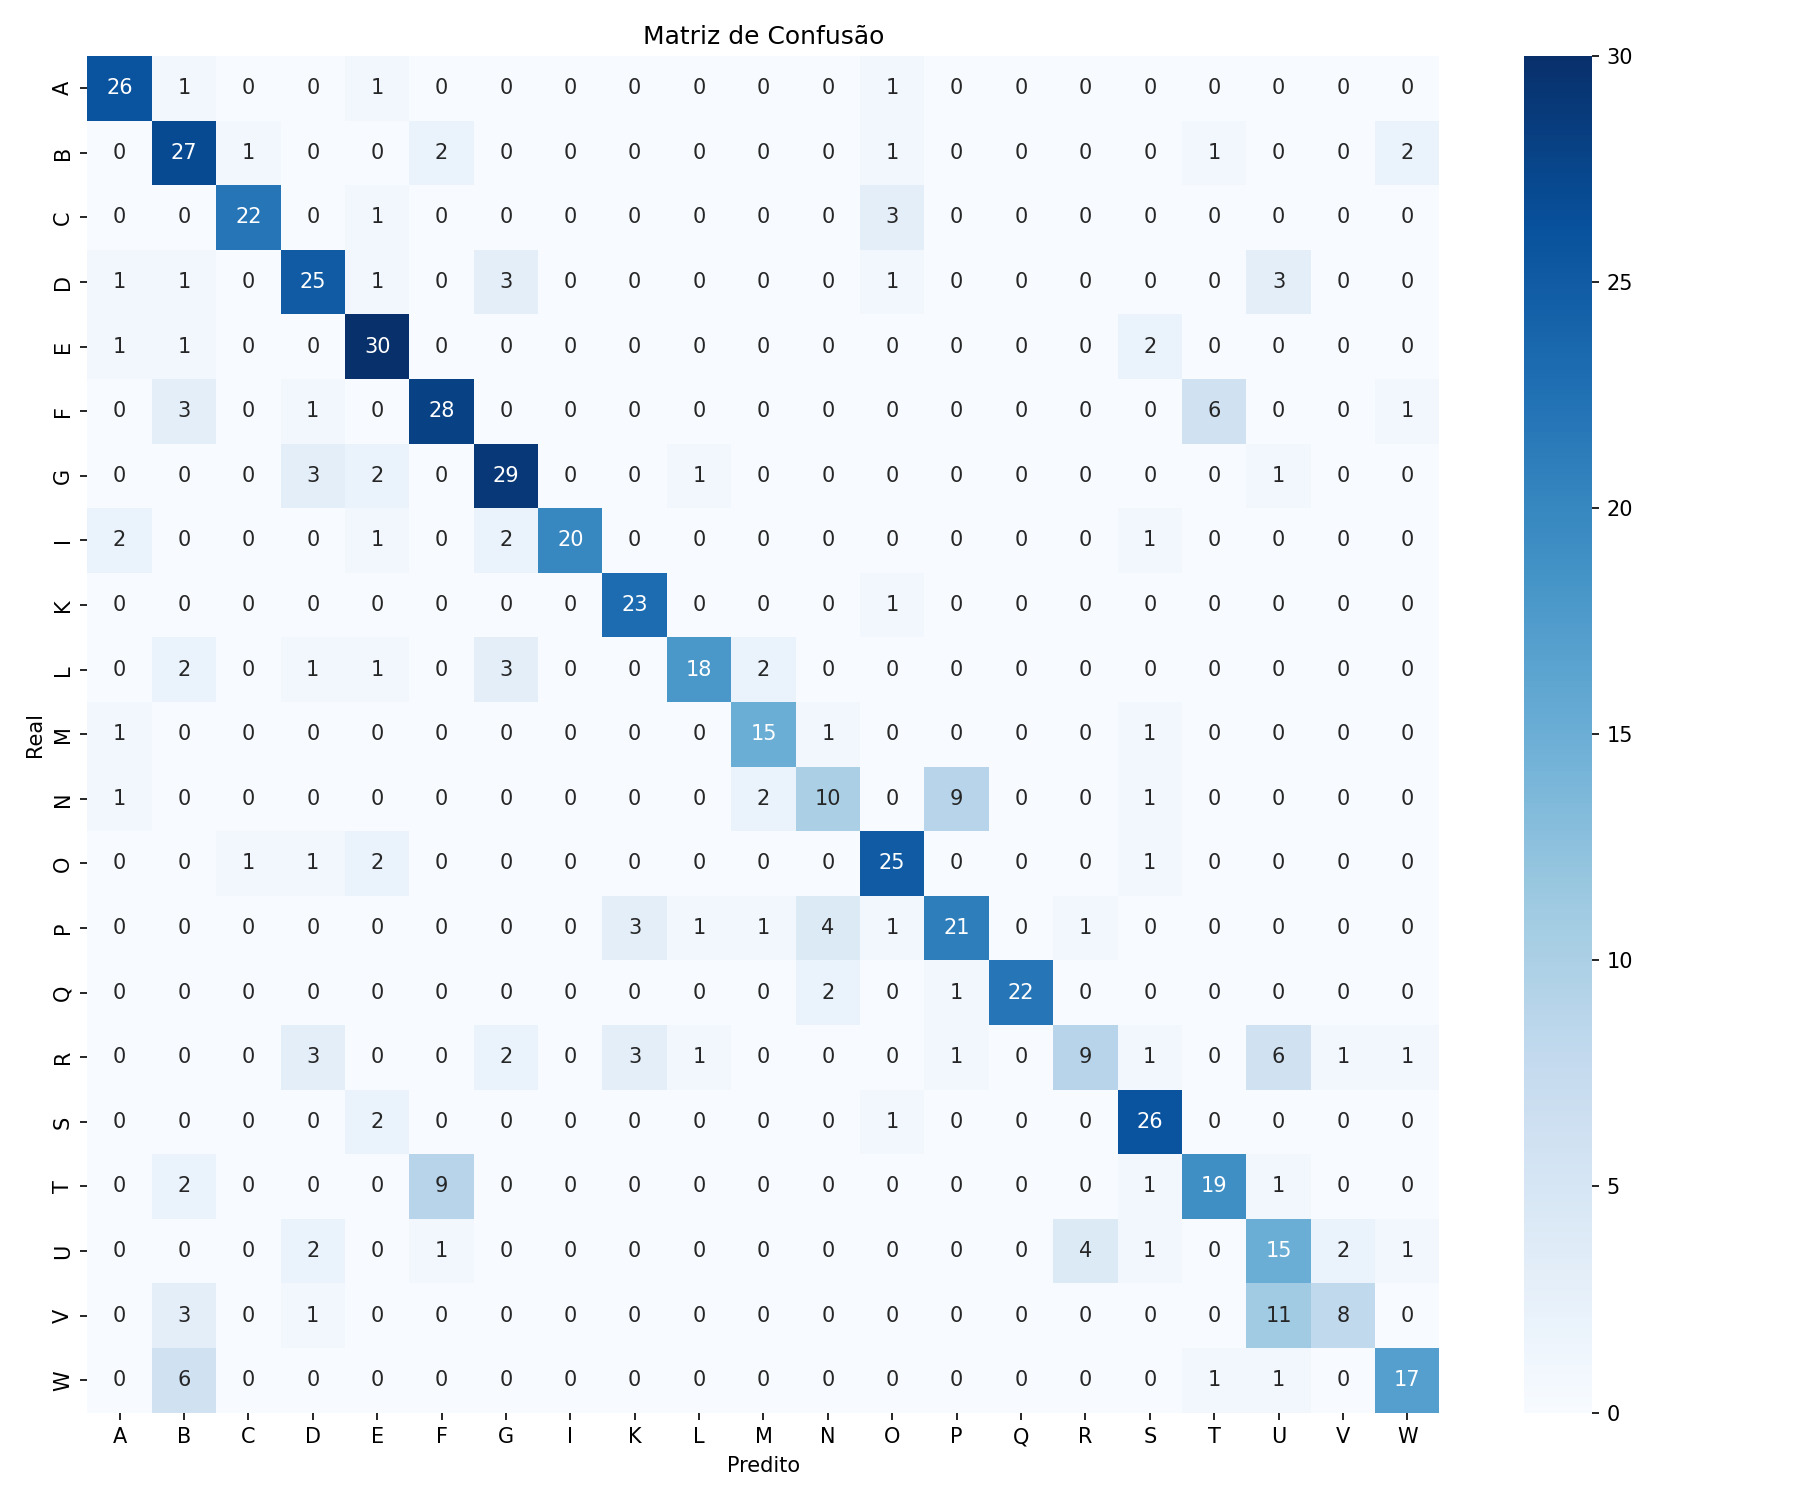 Matriz de Confusão
A 26 1 0 0 1 0 0 0 0 0 0 0 1 0 0 0 0 0 0 0 0
B 0 27 1 0 0 2 0 0 0 0 0 0 1 0 0 0 0 1 0 0 2
C 0 0 22 0 1 0 0 0 0 0 0 0 3 0 0 0 0 0 0 0 0
D 1 1 0 25 1 0 3 0 0 0 0 0 1 0 0 0 0 0 3 0 0
E 1 1 0 0 30 0 0 0 0 0 0 0 0 0 0 0 2 0 0 0 0
F 0 3 0 1 0 28 0 0 0 0 0 0 0 0 0 0 0 6 0 0 1
G 0 0 0 3 2 0 29 0 0 1 0 0 0 0 0 0 0 0 1 0 0
I 2 0 0 0 1 0 2 20 0 0 0 0 0 0 0 0 1 0 0 0 0
K 0 0 0 0 0 0 0 0 23 0 0 0 1 0 0 0 0 0 0 0 0
L 0 2 0 1 1 0 3 0 0 18 2 0 0 0 0 0 0 0 0 0 0
M 1 0 0 0 0 0 0 0 0 0 15 1 0 0 0 0 1 0 0 0 0
N 1 0 0 0 0 0 0 0 0 0 2 10 0 9 0 0 1 0 0 0 0
O 0 0 1 1 2 0 0 0 0 0 0 0 25 0 0 0 1 0 0 0 0
P 0 0 0 0 0 0 0 0 3 1 1 4 1 21 0 1 0 0 0 0 0
Q 0 0 0 0 0 0 0 0 0 0 0 2 0 1 22 0 0 0 0 0 0
R 0 0 0 3 0 0 2 0 3 1 0 0 0 1 0 9 1 0 6 1 1
S 0 0 0 0 2 0 0 0 0 0 0 0 1 0 0 0 26 0 0 0 0
T 0 2 0 0 0 9 0 0 0 0 0 0 0 0 0 0 1 19 1 0 0
U 0 0 0 2 0 1 0 0 0 0 0 0 0 0 0 4 1 0 15 2 1
V 0 3 0 1 0 0 0 0 0 0 0 0 0 0 0 0 0 0 11 8 0
W 0 6 0 0 0 0 0 0 0 0 0 0 0 0 0 0 0 1 1 0 17
A B C D E F G I K L M N O P Q R S T U V W
Predito
Real
30
25
20
15
10
5
0